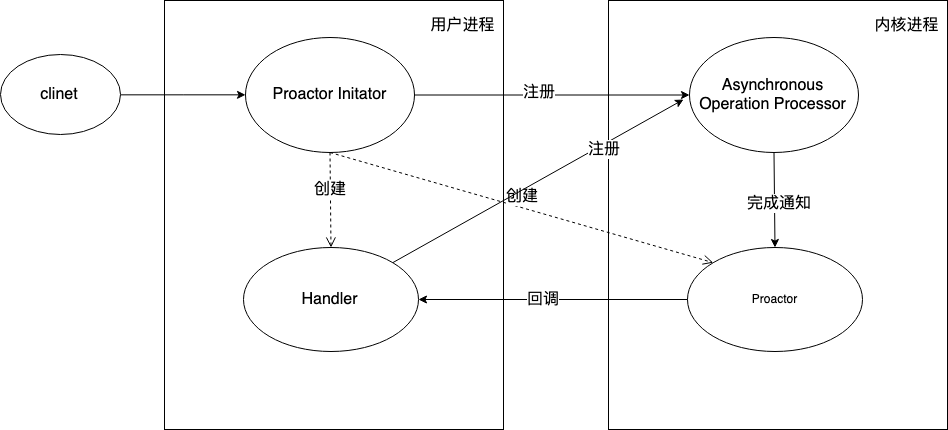 用户进程
内核进程
clinet
Proactor Initator
注册
Asynchronous
Operation Processor
注册
创建
创建
完成通知
Handler
回调
Proactor